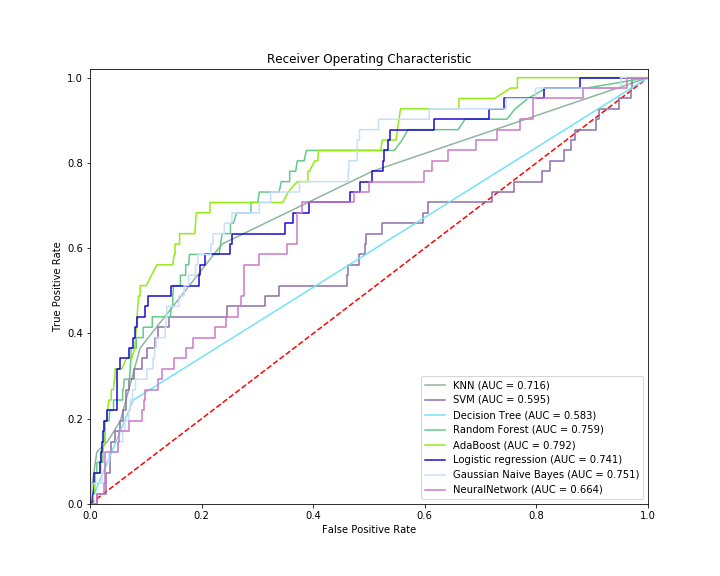 Receiver Operating Characteristic
1.0
0.8
0.6
0.4
0.2
0.0
True Positive Rate
KNN (AUC = 0.716)
SVM (AUC = 0.595)
Decision Tree (AUC = 0.583)
Random Forest (AUC = 0.759)
AdaBoost (AUC = 0.792)
Logistic regression (AUC = 0.741)
Gaussian Naive Bayes (AUC = 0.751)
NeuralNetwork (AUC = 0.664)
0.0 0.2 0.4 0.6 0.8 1.0
False Positive Rate